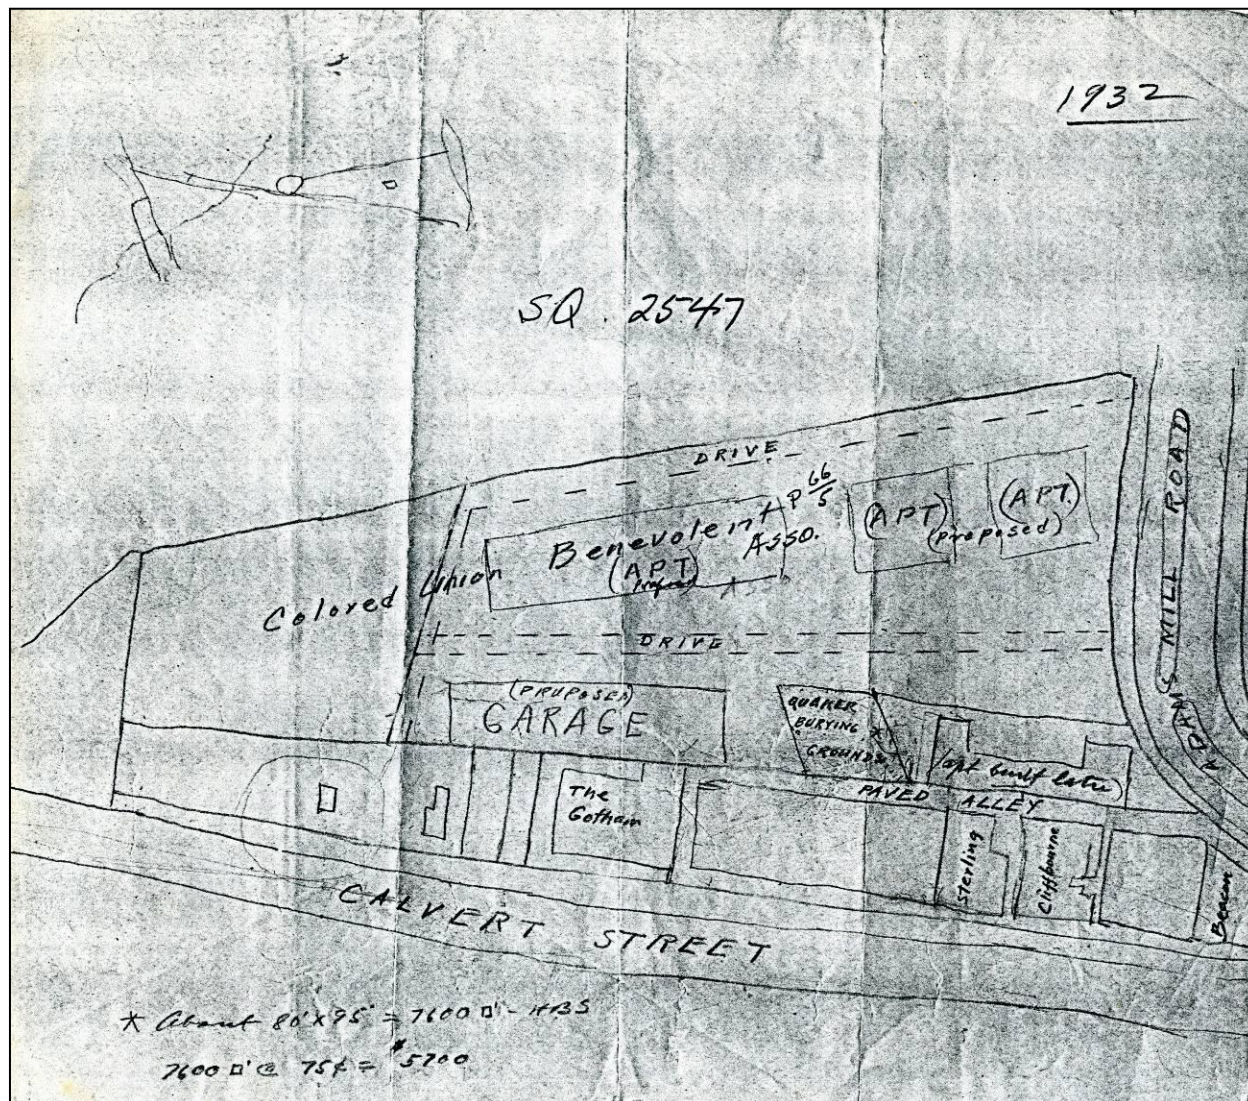 1932
SQ. 2547
DRIVE
P 66/5
Colored Union Benevolent
ASSO.
(APT)
(APT.)
(proposed)
(APT
DRIVE
ADAMS MILL ROAD
(PROPOSED)
GARAGE
QUAKER
BURYING
GROUNDS
*
(apt built later)
PAVED ALLEY
The
Gotham
Sterling
Cliffbourne
Beacon
CALVERT STREET
* About 80'x95' = 7600 □' - HBS
7600 □' @ 75¢ = $5700